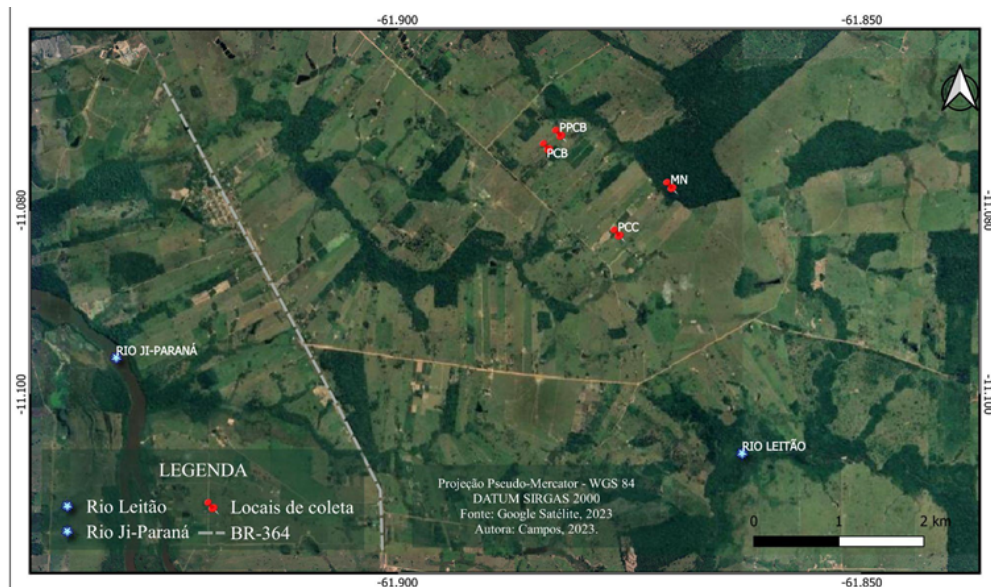 -61.900
-61.850
PPCB
PCB
MN
-11.080
-11.080
PCC
RIO JI-PARANÁ
-11.100
-11.100
RIO LEITÃO
LEGENDA
Rio Leitão
Locais de coleta
Rio Ji-Paraná
BR-364
Projeção Pseudo-Mercator - WGS 84
DATUM SIRGAS 2000
Fonte: Google Satélite, 2023
Autora: Campos, 2023.
0
1
2 km
-61.900
-61.850